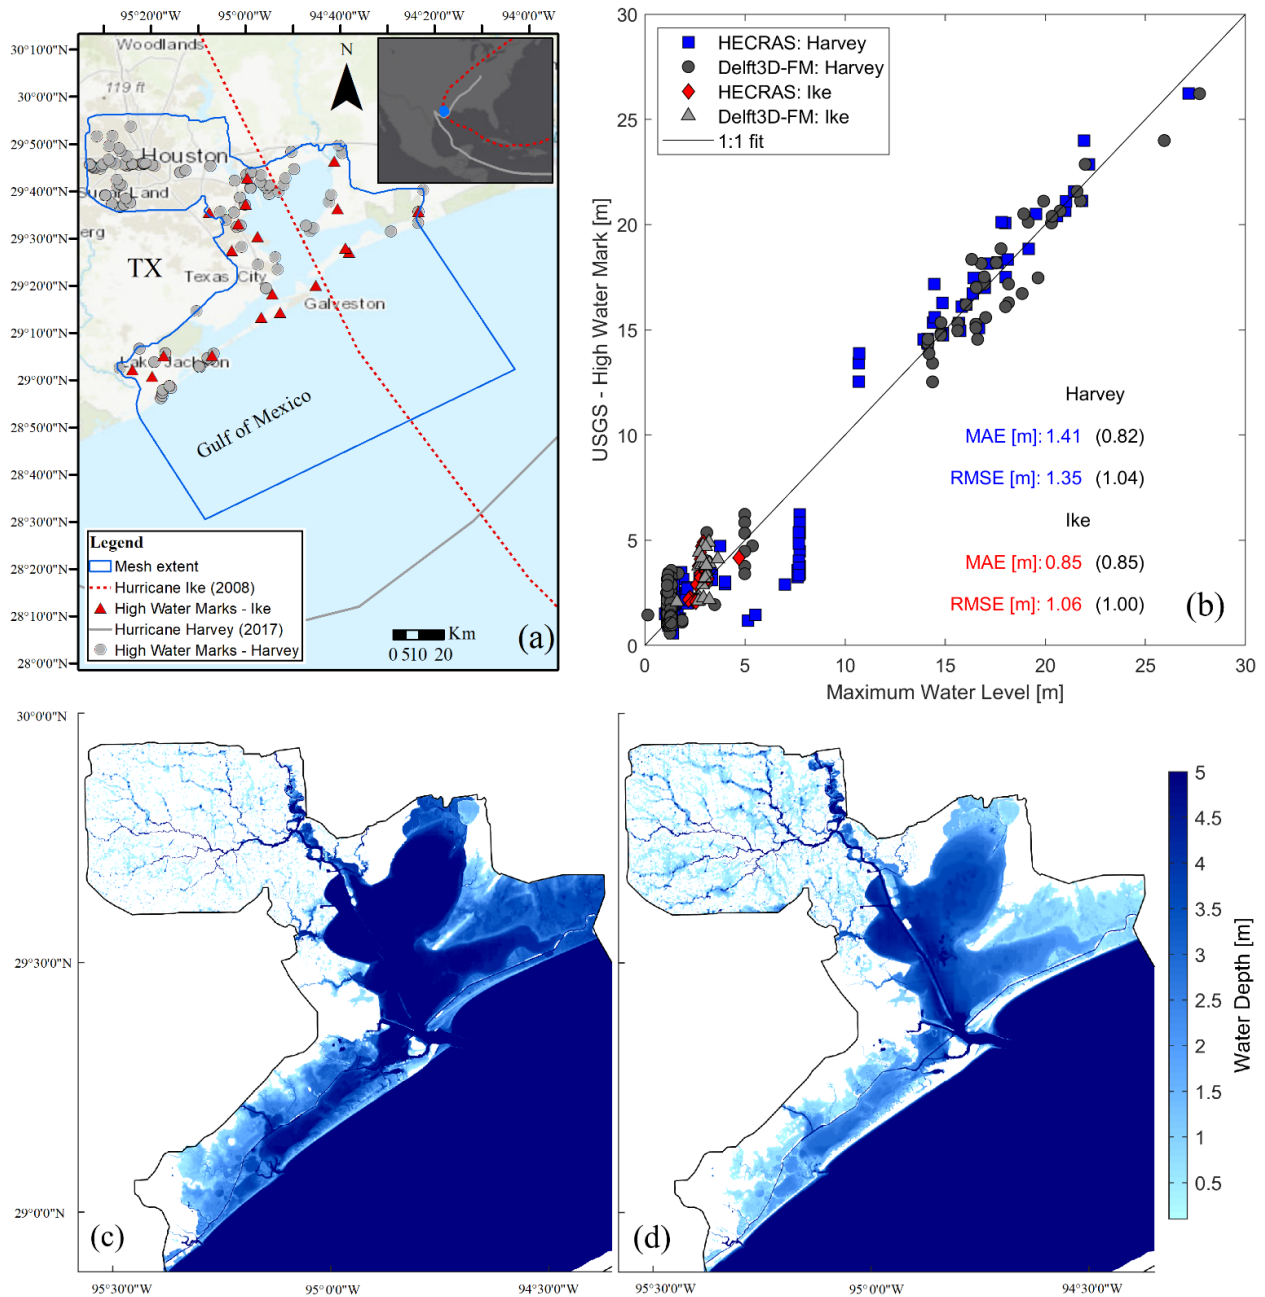 95°20'0"W 95°0'0"W 94°40'0"W 94°20'0"W 94°0'0"W
30°10'0"N
30°0'0"N
29°50'0"N
29°40'0"N
29°30'0"N
29°20'0"N
29°10'0"N
29°0'0"N
28°50'0"N
28°40'0"N
28°30'0"N
28°20'0"N
28°10'0"N
28°0'0"N
Woodlands
119 ft
N
Houston
Sugar Land
erg
TX
Texas City
Galveston
Lake Jackson
Gulf of Mexico
Legend
Mesh extent
Hurricane Ike (2008)
High Water Marks - Ike
Hurricane Harvey (2017)
High Water Marks - Harvey
Km
0 510 20
(a)
HECRAS: Harvey
Delft3D-FM: Harvey
HECRAS: Ike
Delft3D-FM: Ike
1:1 fit
30
25
20
15
10
5
0
USGS - High Water Mark [m]
Harvey
MAE [m]: 1.41 (0.82)
RMSE [m]: 1.35 (1.04)
Ike
MAE [m]: 0.85 (0.85)
RMSE [m]: 1.06 (1.00)
(b)
0 5 10 15 20 25 30
Maximum Water Level [m]
30°0'0"N
29°30'0"N
29°0'0"N
(c)
95°30'0"W 95°0'0"W 94°30'0"W
(d)
95°30'0"W 95°0'0"W 94°30'0"W
5
4.5
4
3.5
3
2.5
2
1.5
1
0.5
Water Depth [m]